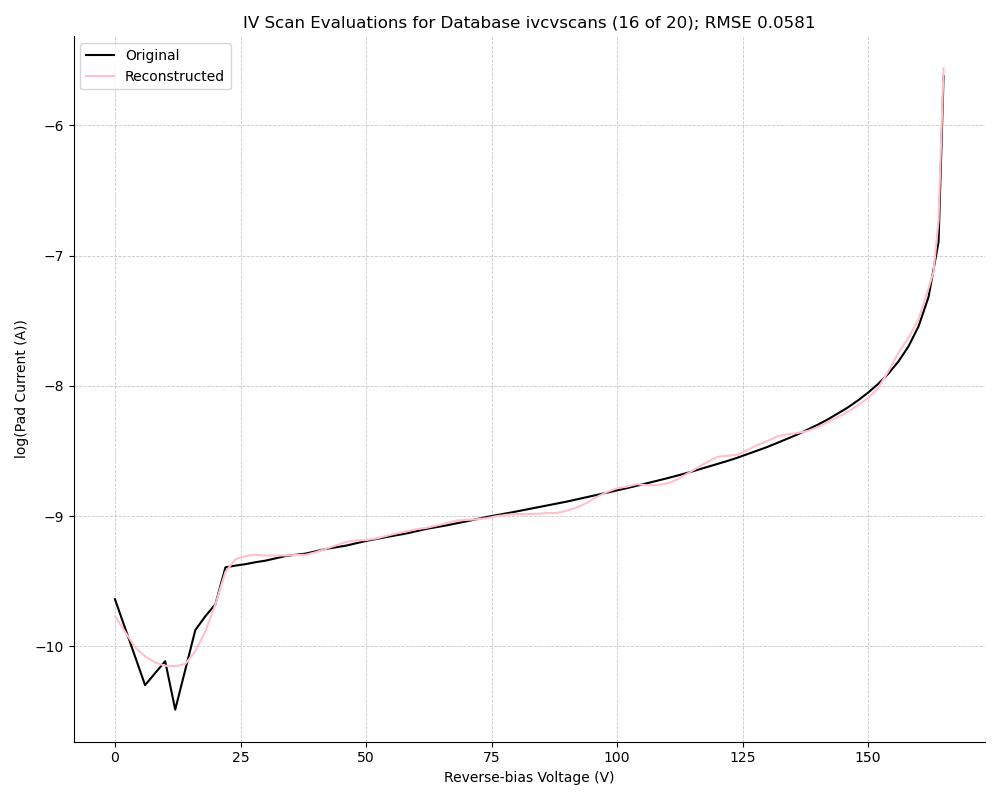 IV Scan Evaluations for Database ivcvscans (16 of 20); RMSE 0.0581
Original
Reconstructed
log(Pad Current (A))
−6
−7
−8
−9
−10
0 25 50 75 100 125 150
Reverse-bias Voltage (V)